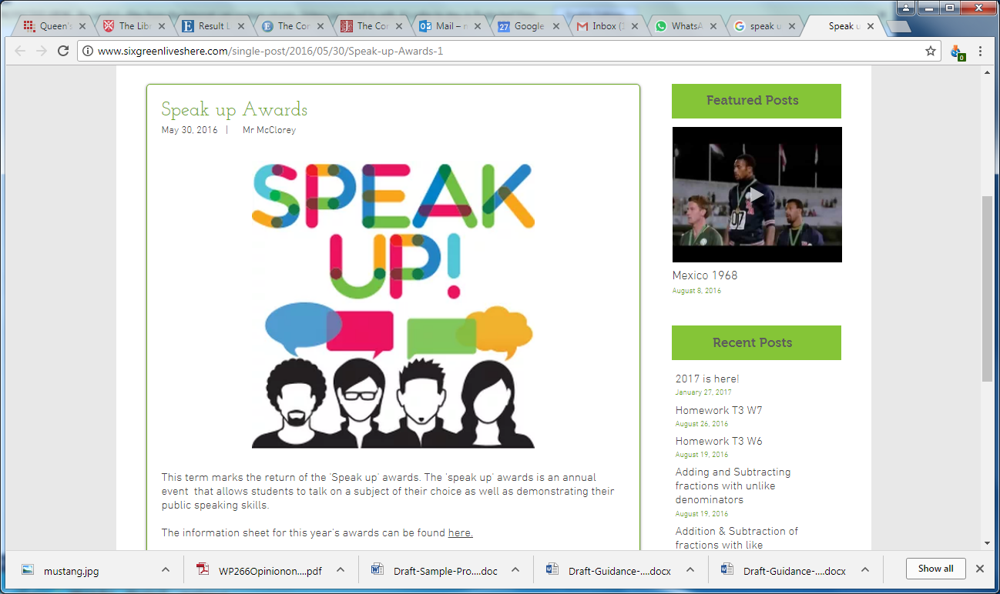 Queen's
The Libr
Result L
The Con
The Cor
Mail – n
Google
Inbox (1
WhatsA
speak u
Speak u
www.sixgreenliveshere.com/single-post/2016/05/30/Speak-up-Awards-1
0
Speak up Awards
May 30, 2016 | Mr McClorey
SPEAK
UP!
This term marks the return of the 'Speak up' awards. The 'speak up' awards is an annual
event that allows students to talk on a subject of their choice as well as demonstrating their
public speaking skills.
The information sheet for this year's awards can be found here.
Featured Posts
07
Mexico 1968
August 8, 2016
Recent Posts
2017 is here!
January 27, 2017
Homework T3 W7
August 26, 2016
Homework T3 W6
August 19, 2016
Adding and Subtracting
fractions with unlike
denominators
August 19, 2016
Addition & Subtraction of
fractions with like
mustang.jpg
WP266Opinionon....pdf
Draft-Sample-Pro....doc
Draft-Guidance-....docx
Draft-Guidance-....docx
Show all